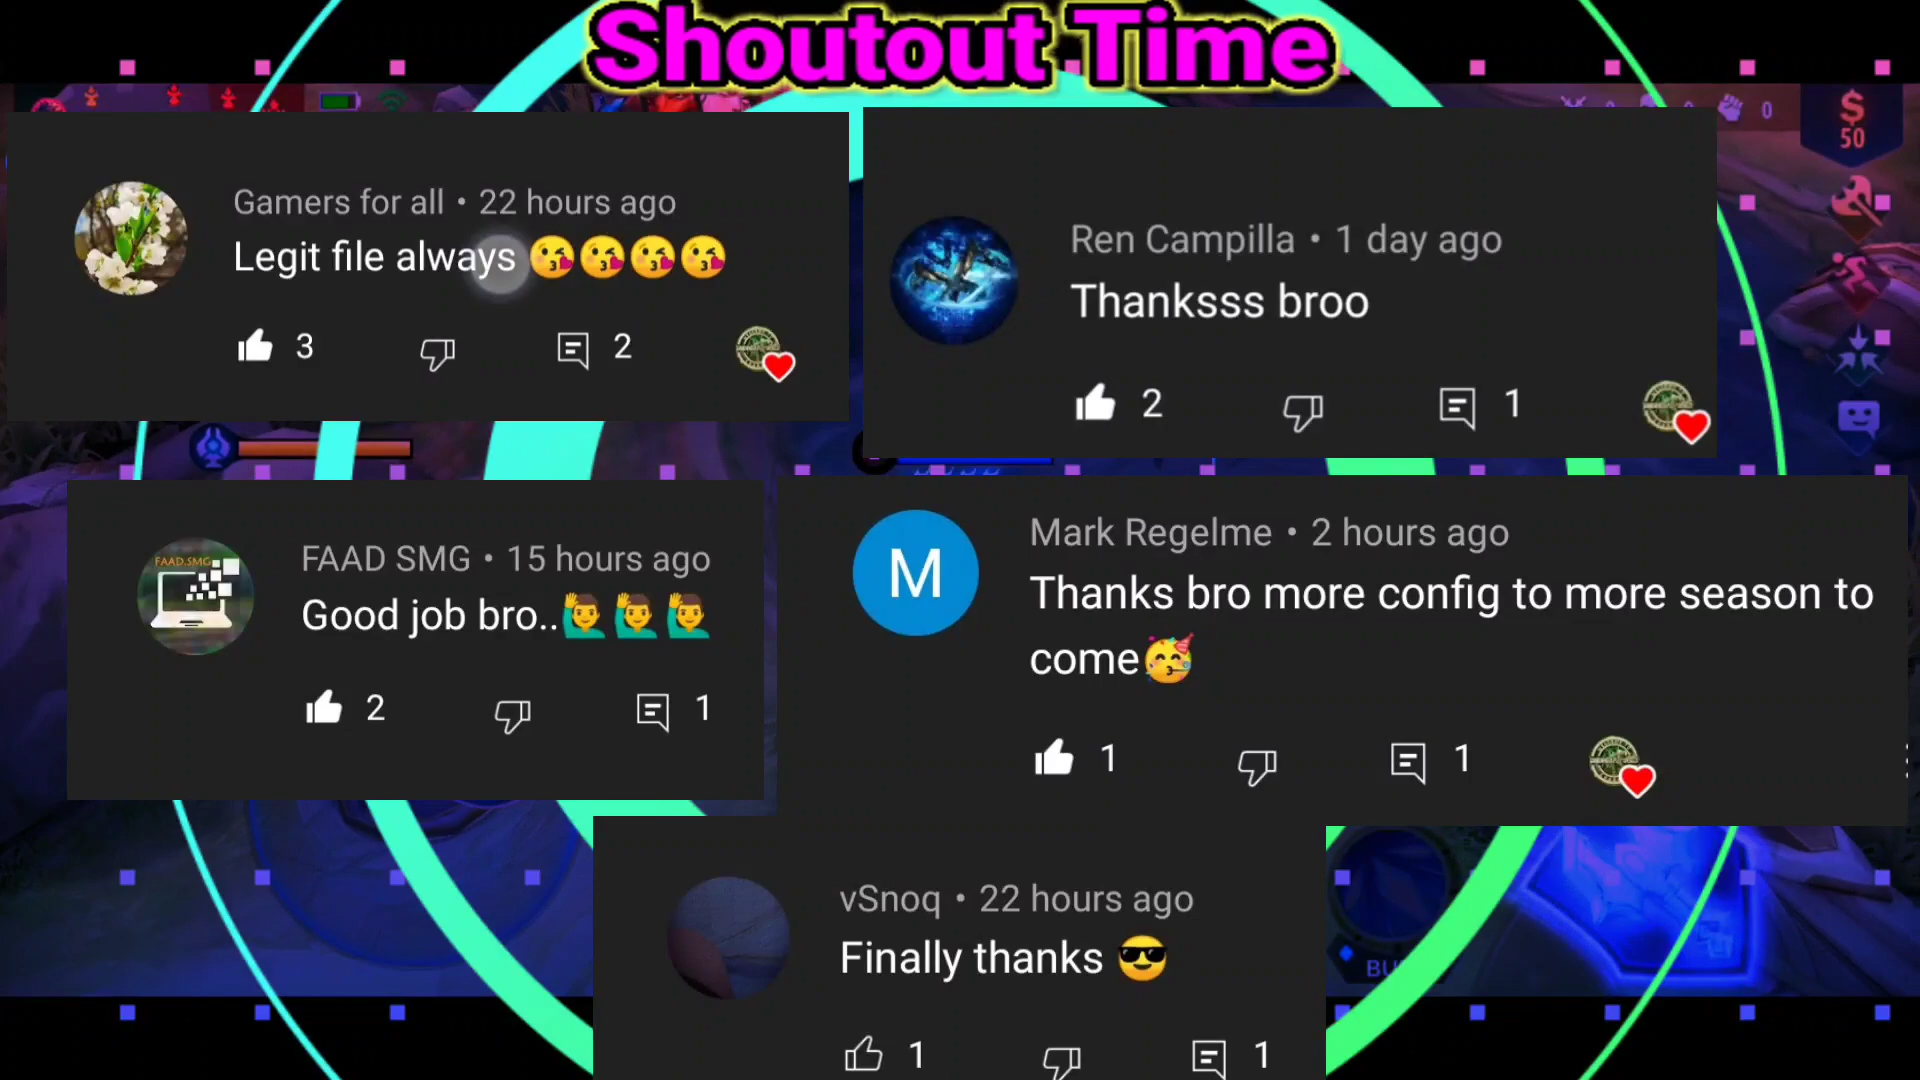 Shoutout Time
0
$
50
Gamers for all • 22 hours ago
Legit file always 😘😘😘😘
3
2
Ren Campilla • 1 day ago
Thanksss broo
2
1
FAAD.SMG
FAAD SMG • 15 hours ago
Good job bro..🙋‍♂️🙋‍♂️🙋‍♂️
2
1
M
Mark Regelme • 2 hours ago
Thanks bro more config to more season to
come🥳
1
1
vSnoq • 22 hours ago
Finally thanks 😎
1
1